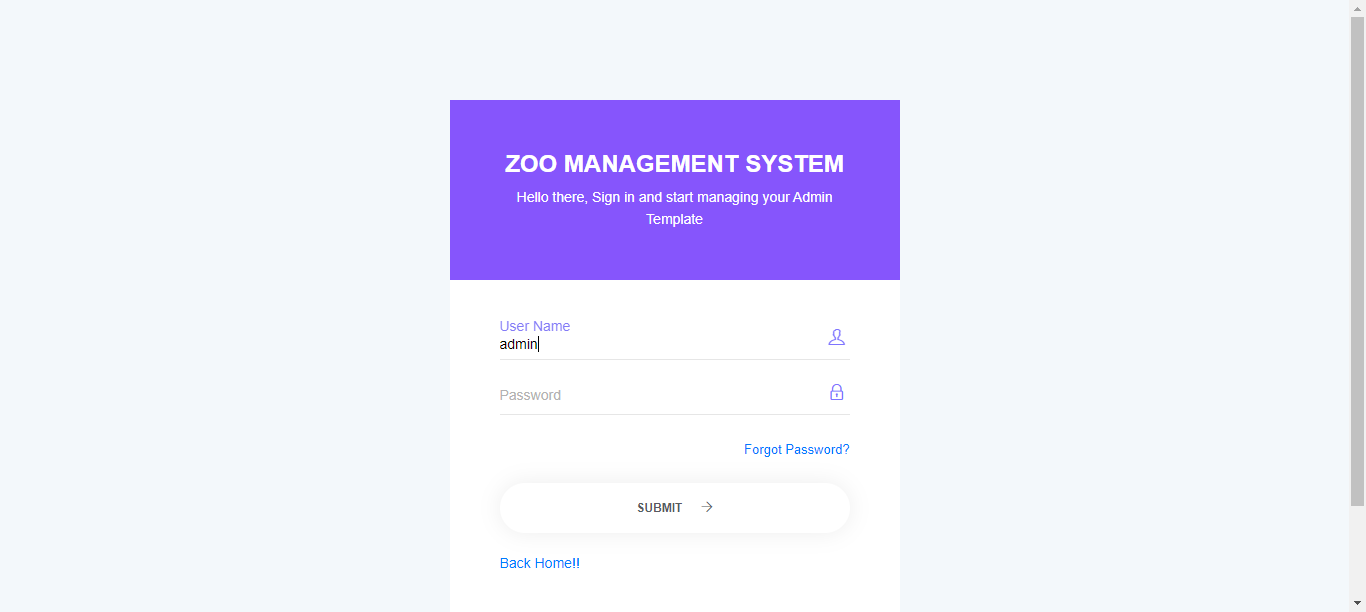 ZOO MANAGEMENT SYSTEM
Hello there, Sign in and start managing your Admin
Template
User Name
admin
Password
Forgot Password?
SUBMIT
Back Home!!